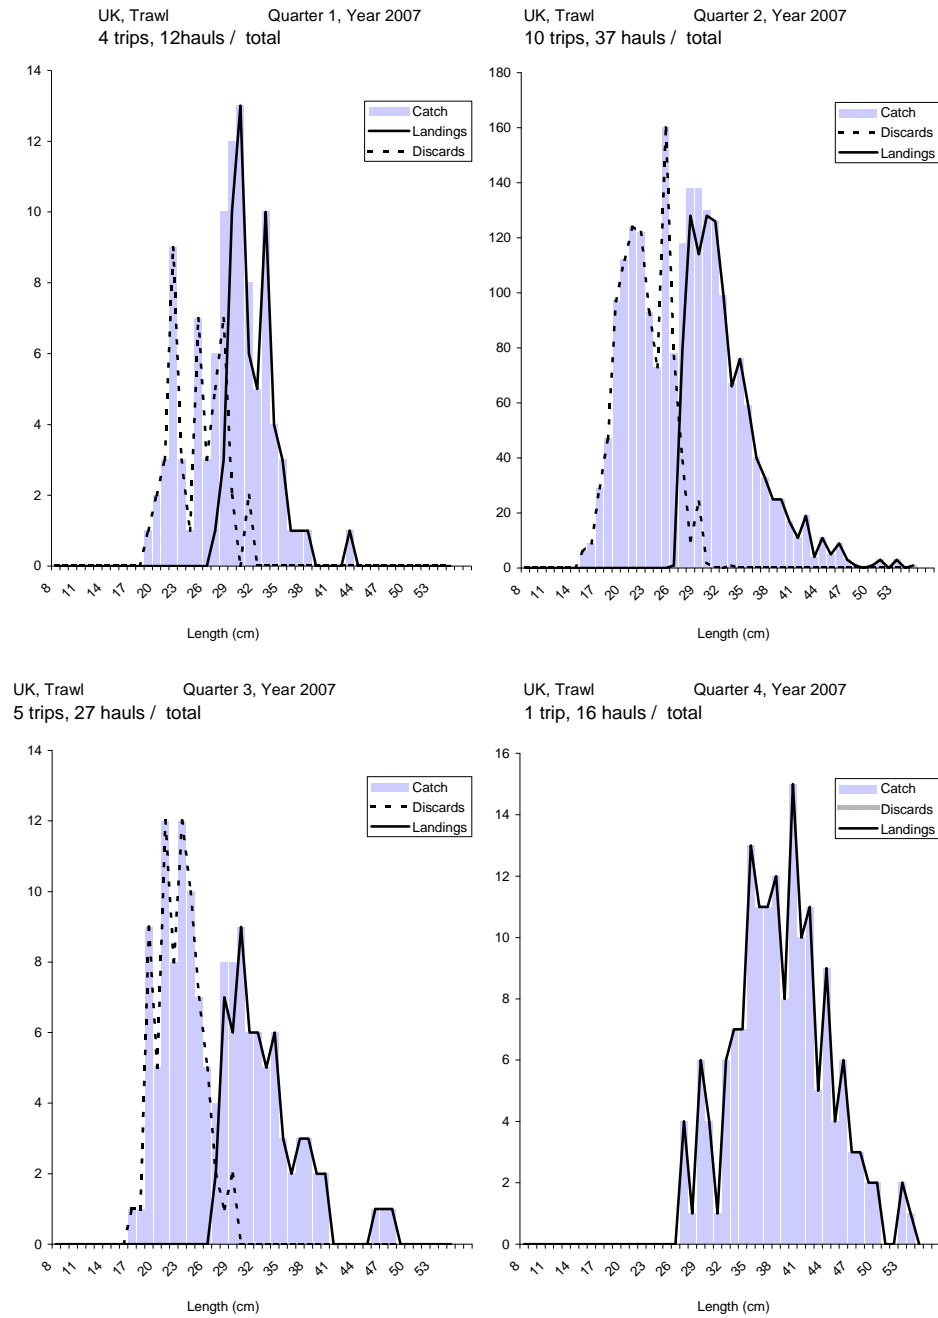 UK, Trawl Quarter 1, Year 2007
4 trips, 12hauls / total
14
12
10
8
6
4
2
0
Catch
Landings
Discards
8 11 14 17 20 23 26 29 32 35 38 41 44 47 50 53
Length (cm)
UK, Trawl Quarter 2, Year 2007
10 trips, 37 hauls / total
180
160
140
120
100
80
60
40
20
0
Catch
Discards
Landings
8 11 14 17 20 23 26 29 32 35 38 41 44 47 50 53
Length (cm)
UK, Trawl Quarter 3, Year 2007
5 trips, 27 hauls / total
14
12
10
8
6
4
2
0
Catch
Discards
Landings
8 11 14 17 20 23 26 29 32 35 38 41 44 47 50 53
Length (cm)
UK, Trawl Quarter 4, Year 2007
1 trip, 16 hauls / total
16
14
12
10
8
6
4
2
0
Catch
Discards
Landings
8 11 14 17 20 23 26 29 32 35 38 41 44 47 50 53
Length (cm)